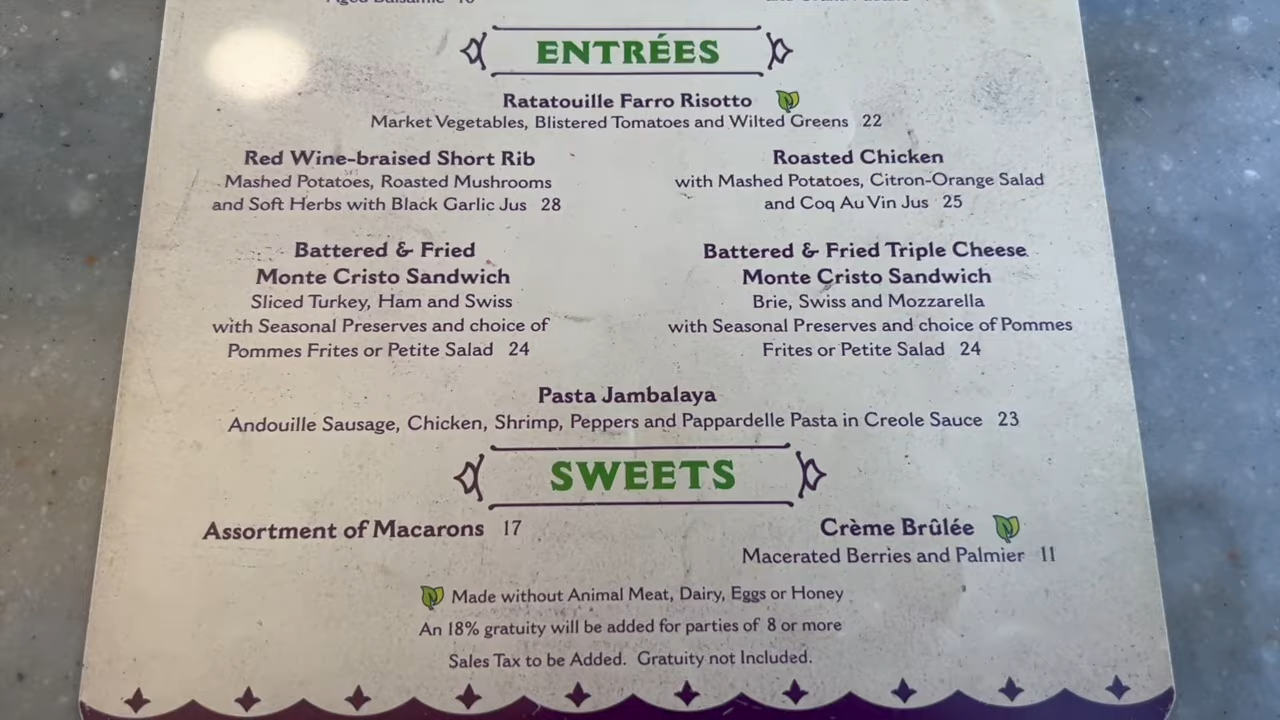 ENTRÉES
Ratatouille Farro Risotto
Market Vegetables, Blistered Tomatoes and Wilted Greens 22
Red Wine-braised Short Rib
Mashed Potatoes, Roasted Mushrooms
and Soft Herbs with Black Garlic Jus 28
Roasted Chicken
with Mashed Potatoes, Citron-Orange Salad
and Coq Au Vin Jus 25
Battered & Fried
Monte Cristo Sandwich
Sliced Turkey, Ham and Swiss
with Seasonal Preserves and choice of
Pommes Frites or Petite Salad 24
Battered & Fried Triple Cheese
Monte Cristo Sandwich
Brie, Swiss and Mozzarella
with Seasonal Preserves and choice of Pommes
Frites or Petite Salad 24
Pasta Jambalaya
Andouille Sausage, Chicken, Shrimp, Peppers and Pappardelle Pasta in Creole Sauce 23
SWEETS
Assortment of Macarons 17
Crème Brûlée
Macerated Berries and Palmier 11
Made without Animal Meat, Dairy, Eggs or Honey
An 18% gratuity will be added for parties of 8 or more
Sales Tax to be Added. Gratuity not Included.